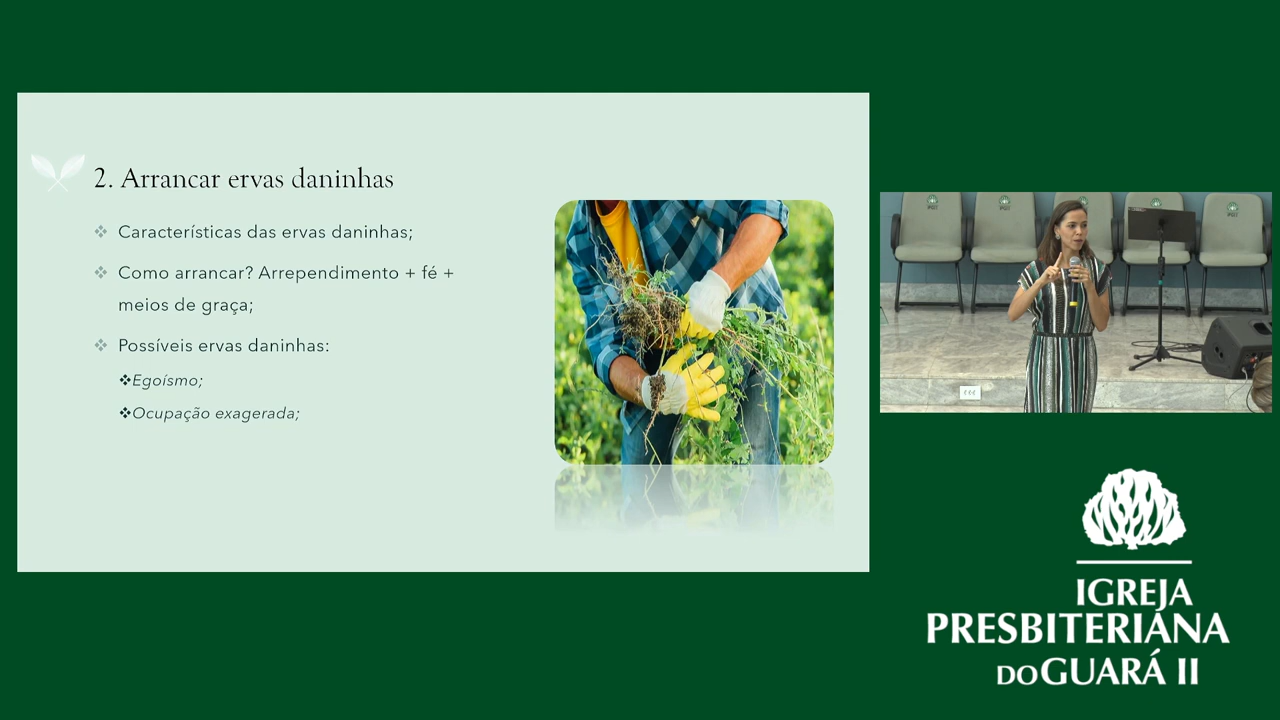 2. Arrancar ervas daninhas
❖ Características das ervas daninhas;
❖ Como arrancar? Arrependimento + fé +
meios de graça;
❖ Possíveis ervas daninhas:
❖Egoísmo;
❖Ocupação exagerada;
IGREJA
PRESBITERIANA
DO GUARÁ II